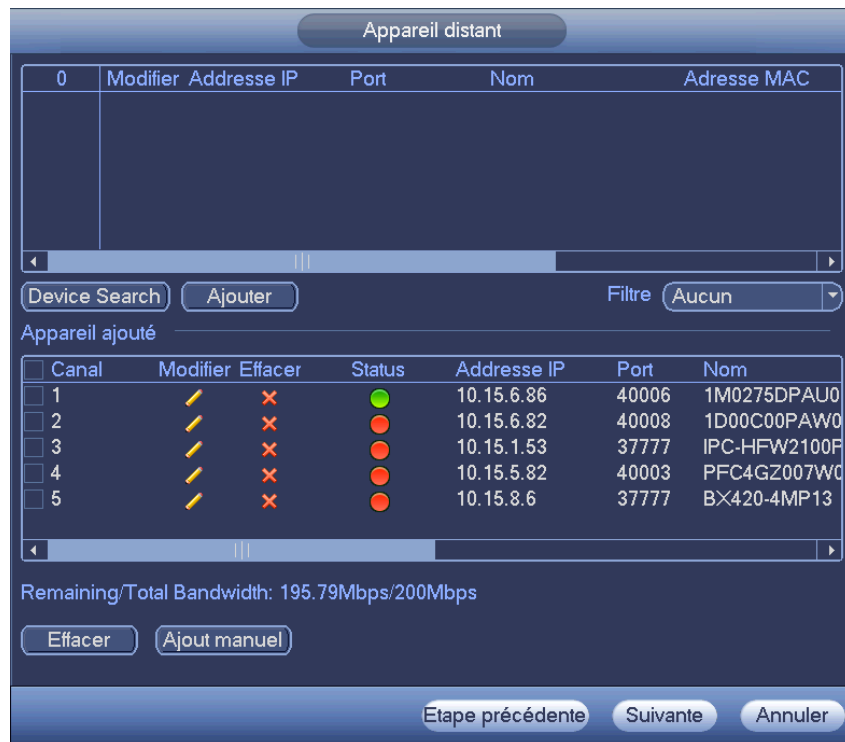 Appareil distant
0 Modifier Addresse IP Port Nom Adresse MAC
Device Search Ajouter Filtre Aucun
Appareil ajouté
Canal Modifier Effacer Status Addresse IP Port Nom
1 10.15.6.86 40006 1M0275DPAU0
2 10.15.6.82 40008 1D00C00PAW0
3 10.15.1.53 37777 IPC-HFW2100P
4 10.15.5.82 40003 PFC4GZ007W0
5 10.15.8.6 37777 BX420-4MP13
Remaining/Total Bandwidth: 195.79Mbps/200Mbps
Effacer Ajout manuel
Etape précédente Suivante Annuler